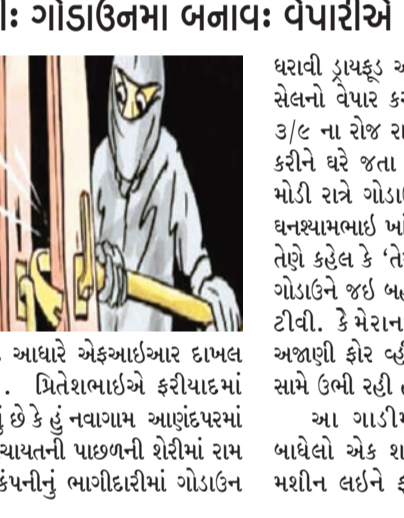 ગોડાઉનમા બનાવઃ વેપારીએ
આધારે એફઆઇઆર દાખલ
. પ્રિતેશભાઇએ ફરીયાદમાં
છે કે હું નવાગામ આણંદપરમાં
ચાયતની પાછળની શેરીમાં રામ
કંપનીનું ભાગીદારીમાં ગોડાઉન
ધરાવી ડ્રાયફૂડ
સેલનો વેપાર
૩/૯ ના રોજ
કરીને ઘરે જતા
મોડી રાત્રે
ઘનશ્યામભાઇ
તેણે કહેલ કે
ગોડાઉને જઇ
ટીવી. કેમેરાન
અજાણી ફોર
સામે ઉભી રહી
આ ગાડીમ
બાધેલો એક
મશીન લઇને